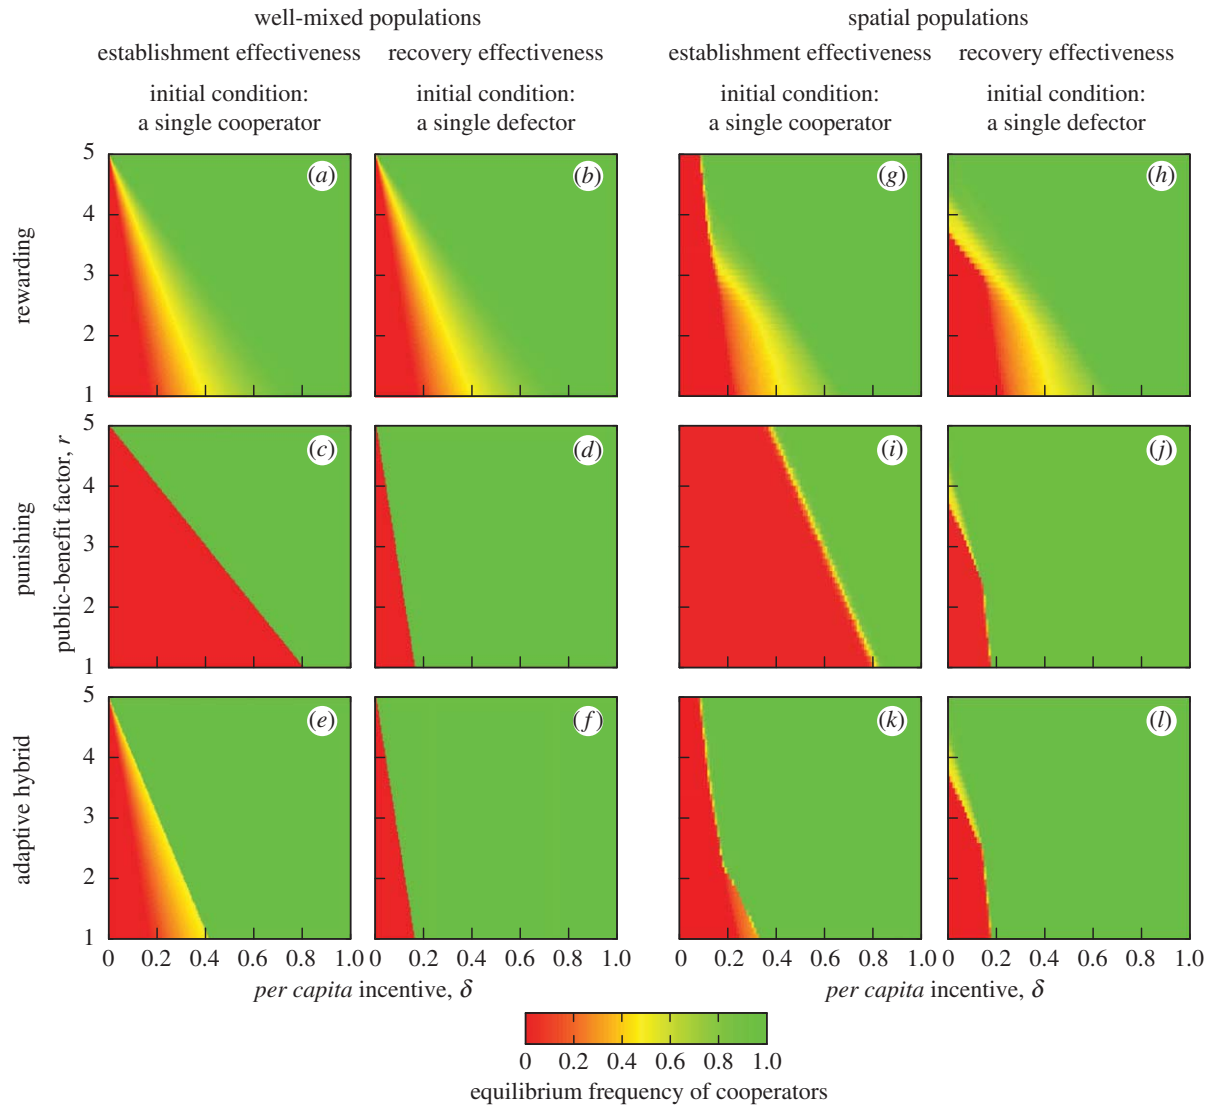 well-mixed populations
spatial populations
establishment effectiveness
recovery effectiveness
establishment effectiveness
recovery effectiveness
initial condition:
a single cooperator
initial condition:
a single defector
initial condition:
a single cooperator
initial condition:
a single defector
rewarding
punishing
adaptive hybrid
public-benefit factor, r
5
4
3
2
1
(a)
(b)
(g)
(h)
5
4
3
2
1
(c)
(d)
(i)
(j)
5
4
3
2
1
(e)
(f)
(k)
(l)
0 0.2 0.4 0.6 0.8 1.0
0 0.2 0.4 0.6 0.8 1.0
0 0.2 0.4 0.6 0.8 1.0
0 0.2 0.4 0.6 0.8 1.0
per capita incentive, δ
per capita incentive, δ
0 0.2 0.4 0.6 0.8 1.0
equilibrium frequency of cooperators